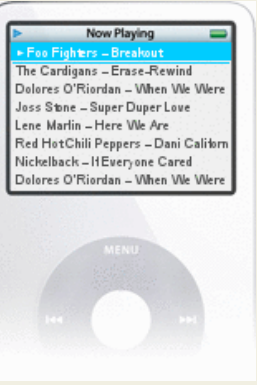 Now Playing
Foo Fighters – Breakout
The Cardigans – Erase-Rewind
Dolores O'Riordan – When We Were
Joss Stone – Super Duper Love
Lene Marlin – Here We Are
Red Hot Chili Peppers – Dani Californ
Nickelback – If Everyone Cared
Dolores O'Riordan – When We Were
MENU